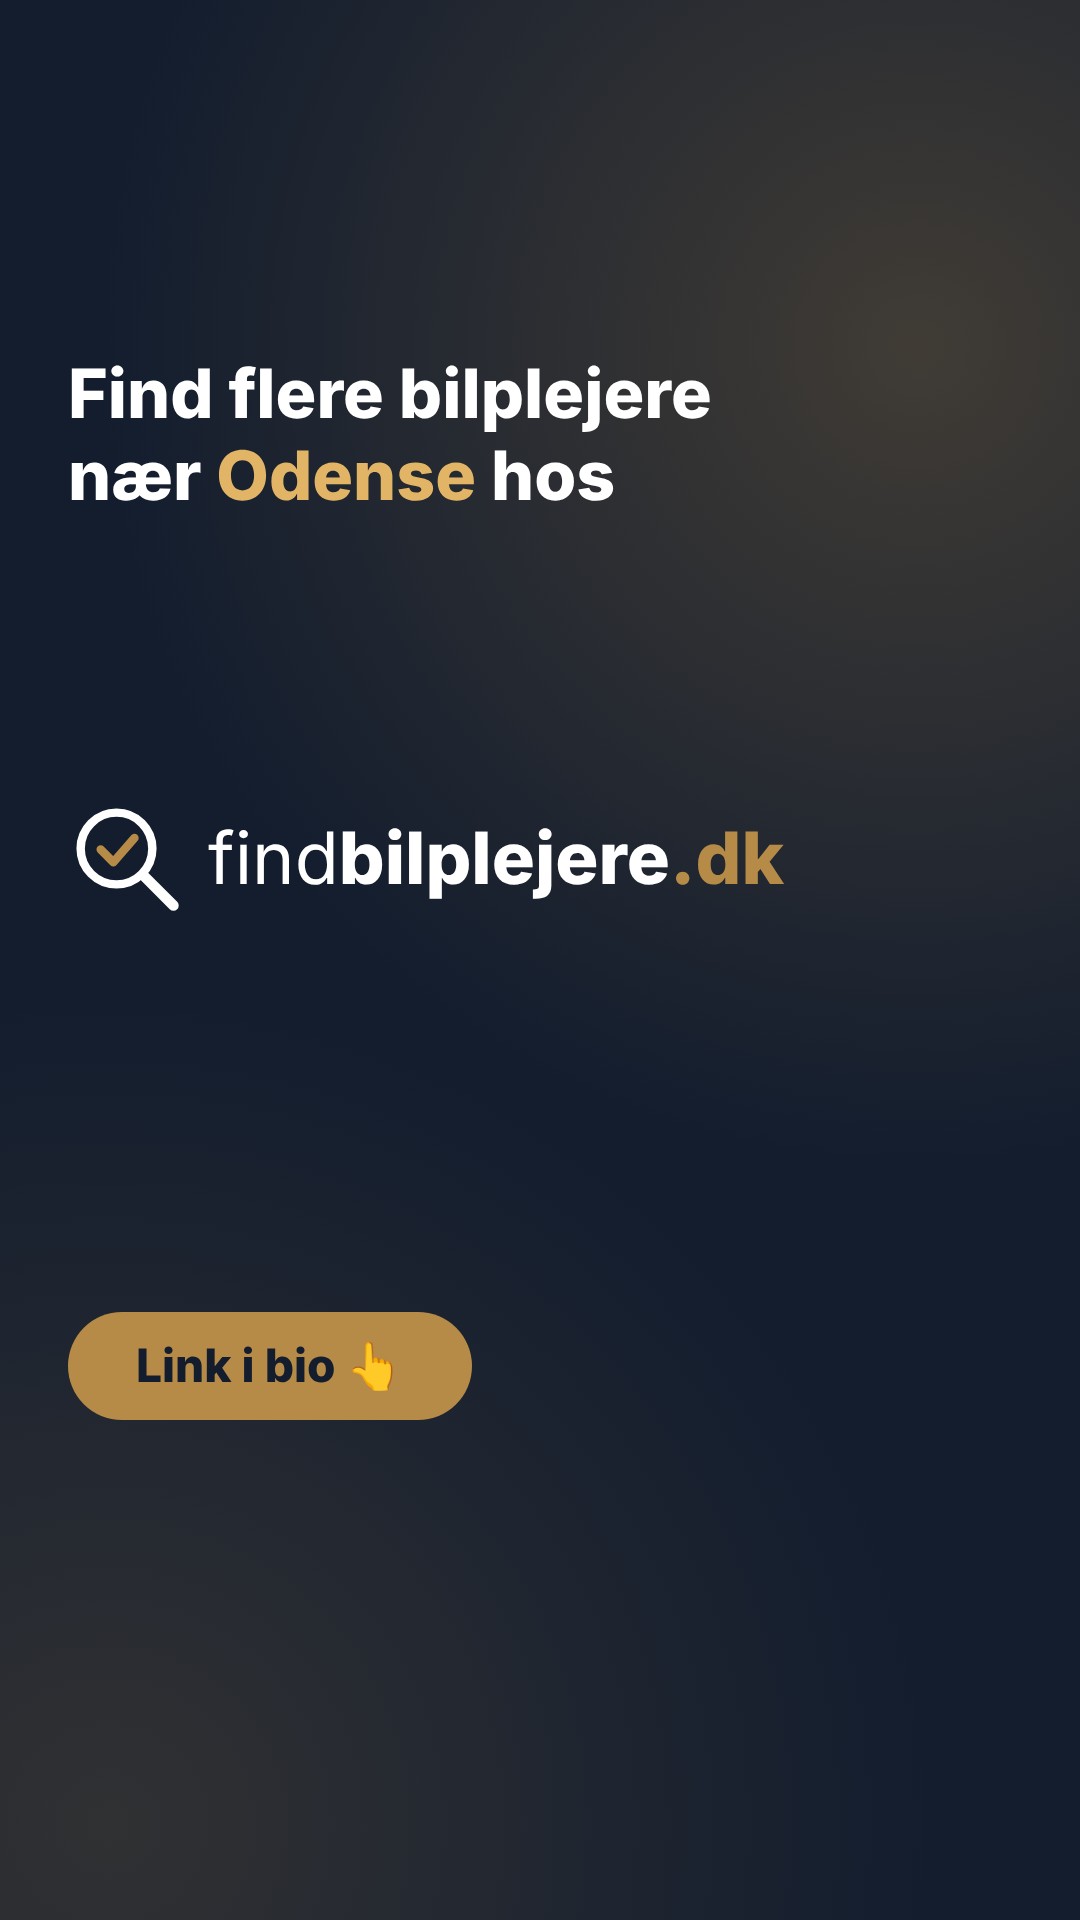 Find flere bilplejere
nær Odense hos
findbilplejere.dk
Link i bio 👆